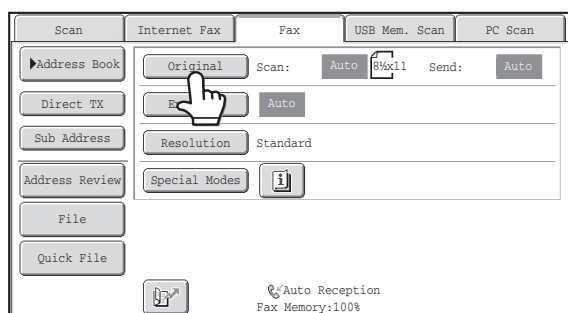 Scan Internet Fax Fax USB Mem. Scan PC Scan
Address Book Original Scan: Auto 8½x11 Send: Auto
Direct TX Auto
Sub Address Resolution Standard
Address Review Special Modes
File
Quick File
Auto Reception
Fax Memory:100%